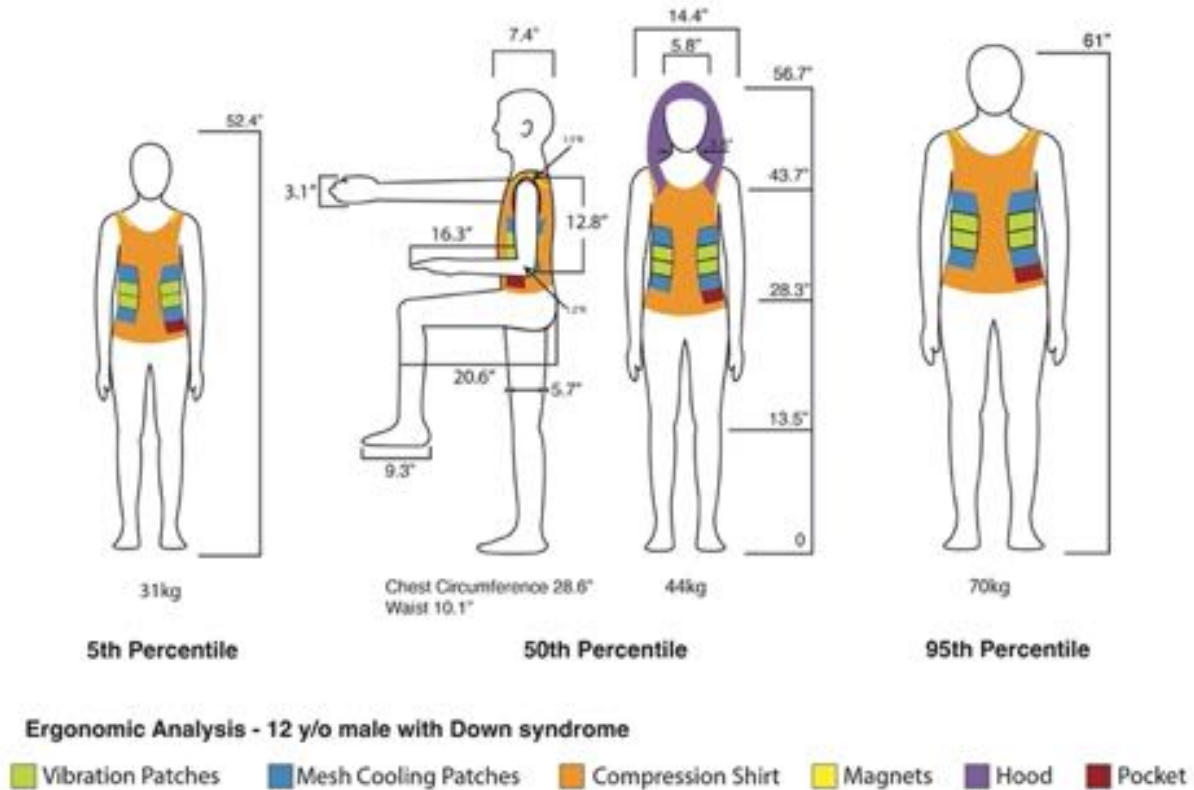 14.4"
7.4"
5.8"
61"
56.7"
52.4"
43.7"
3.1"
12.8"
16.3"
28.3"
20.6"
5.7"
13.5"
9.3"
0
31kg
Chest Circumference 28.6"
44kg
70kg
Waist 10.1"
5th Percentile
50th Percentile
95th Percentile
Ergonomic Analysis - 12 y/o male with Down syndrome
Vibration Patches
Mesh Cooling Patches
Compression Shirt
Magnets
Hood
Pocket